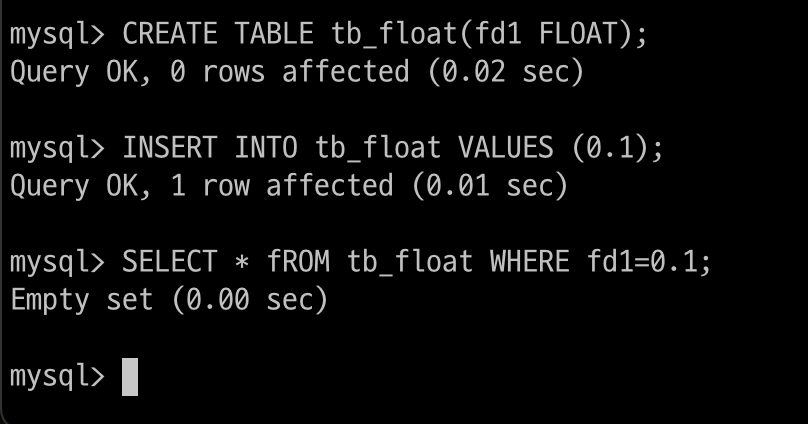 mysql> CREATE TABLE tb_float(fd1 FLOAT);
Query OK, 0 rows affected (0.02 sec)
mysql> INSERT INTO tb_float VALUES (0.1);
Query OK, 1 row affected (0.01 sec)
mysql> SELECT * fROM tb_float WHERE fd1=0.1;
Empty set (0.00 sec)
mysql>